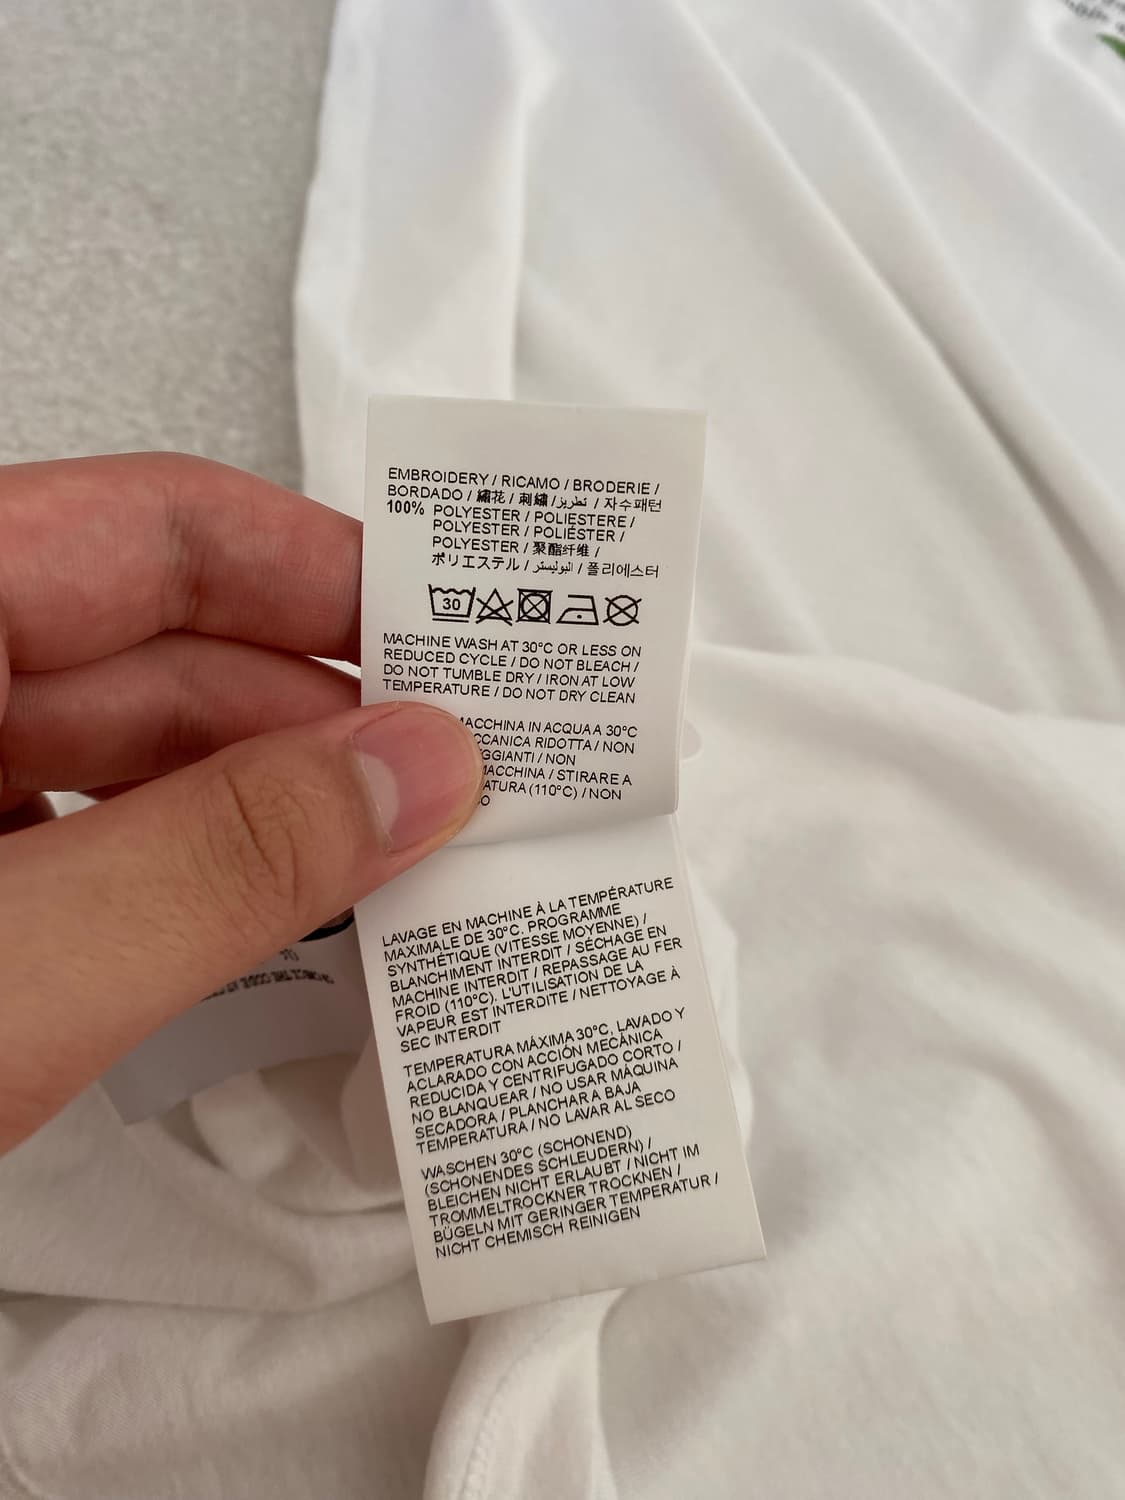 EMBROIDERY / RICAMO / BRODERIE /
BORDADO / 繡花 / 刺繍 / تطريز / 자수패턴
100% POLYESTER / POLIESTERE /
POLYESTER / POLIÉSTER /
POLYESTER / 聚酯纤维 /
ポリエステル / البوليستر / 폴리에스터
30
MACHINE WASH AT 30°C OR LESS ON
REDUCED CYCLE / DO NOT BLEACH /
DO NOT TUMBLE DRY / IRON AT LOW
TEMPERATURE / DO NOT DRY CLEAN
MACCHINA IN ACQUA A 30°C
CCANICA RIDOTTA / NON
GGIANTI / NON
MACCHINA / STIRARE A
ATURA (110°C) / NON
CO
LAVAGE EN MACHINE À LA TEMPÉRATURE
MAXIMALE DE 30°C. PROGRAMME
SYNTHÉTIQUE (VITESSE MOYENNE) /
BLANCHIMENT INTERDIT / SÉCHAGE EN
MACHINE INTERDIT / REPASSAGE AU FER
FROID (110°C). L'UTILISATION DE LA
VAPEUR EST INTERDITE / NETTOYAGE À
SEC INTERDIT
TEMPERATURA MÁXIMA 30°C, LAVADO Y
ACLARADO CON ACCIÓN MECÀNICA
REDUCIDA Y CENTRIFUGADO CORTO /
NO BLANQUEAR / NO USAR MÁQUINA
SECADORA / PLANCHAR A BAJA
TEMPERATURA / NO LAVAR AL SECO
WASCHEN 30°C (SCHONEND)
(SCHONENDES SCHLEUDERN) /
BLEICHEN NICHT ERLAUBT / NICHT IM
TROMMELTROCKNER TROCKNEN /
BÜGELN MIT GERINGER TEMPERATUR /
NICHT CHEMISCH REINIGEN